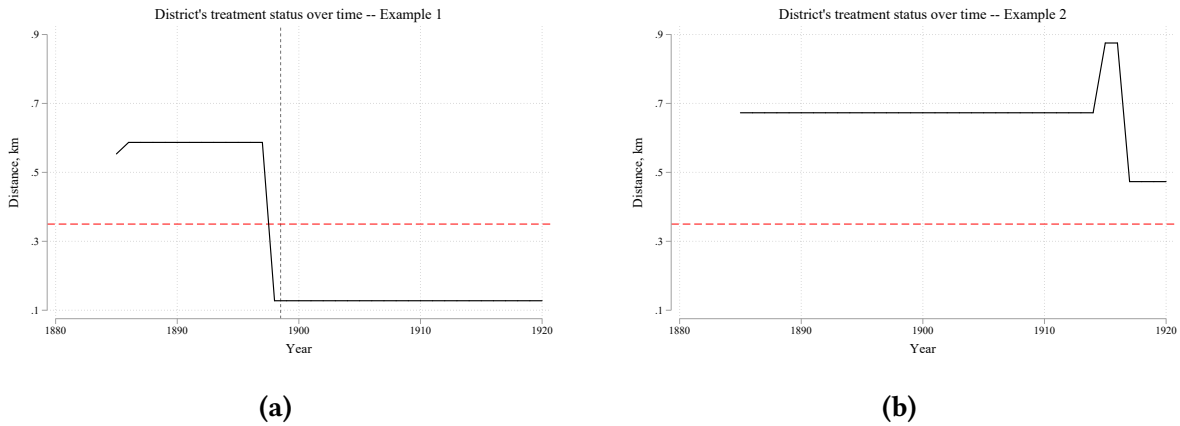 District's treatment status over time -- Example 1
.9
.7
.5
.3
.1
Distance, km
1880 1890 1900 1910 1920
Year
(a)
District's treatment status over time -- Example 2
.9
.7
.5
.3
.1
Distance, km
1880 1890 1900 1910 1920
Year
(b)